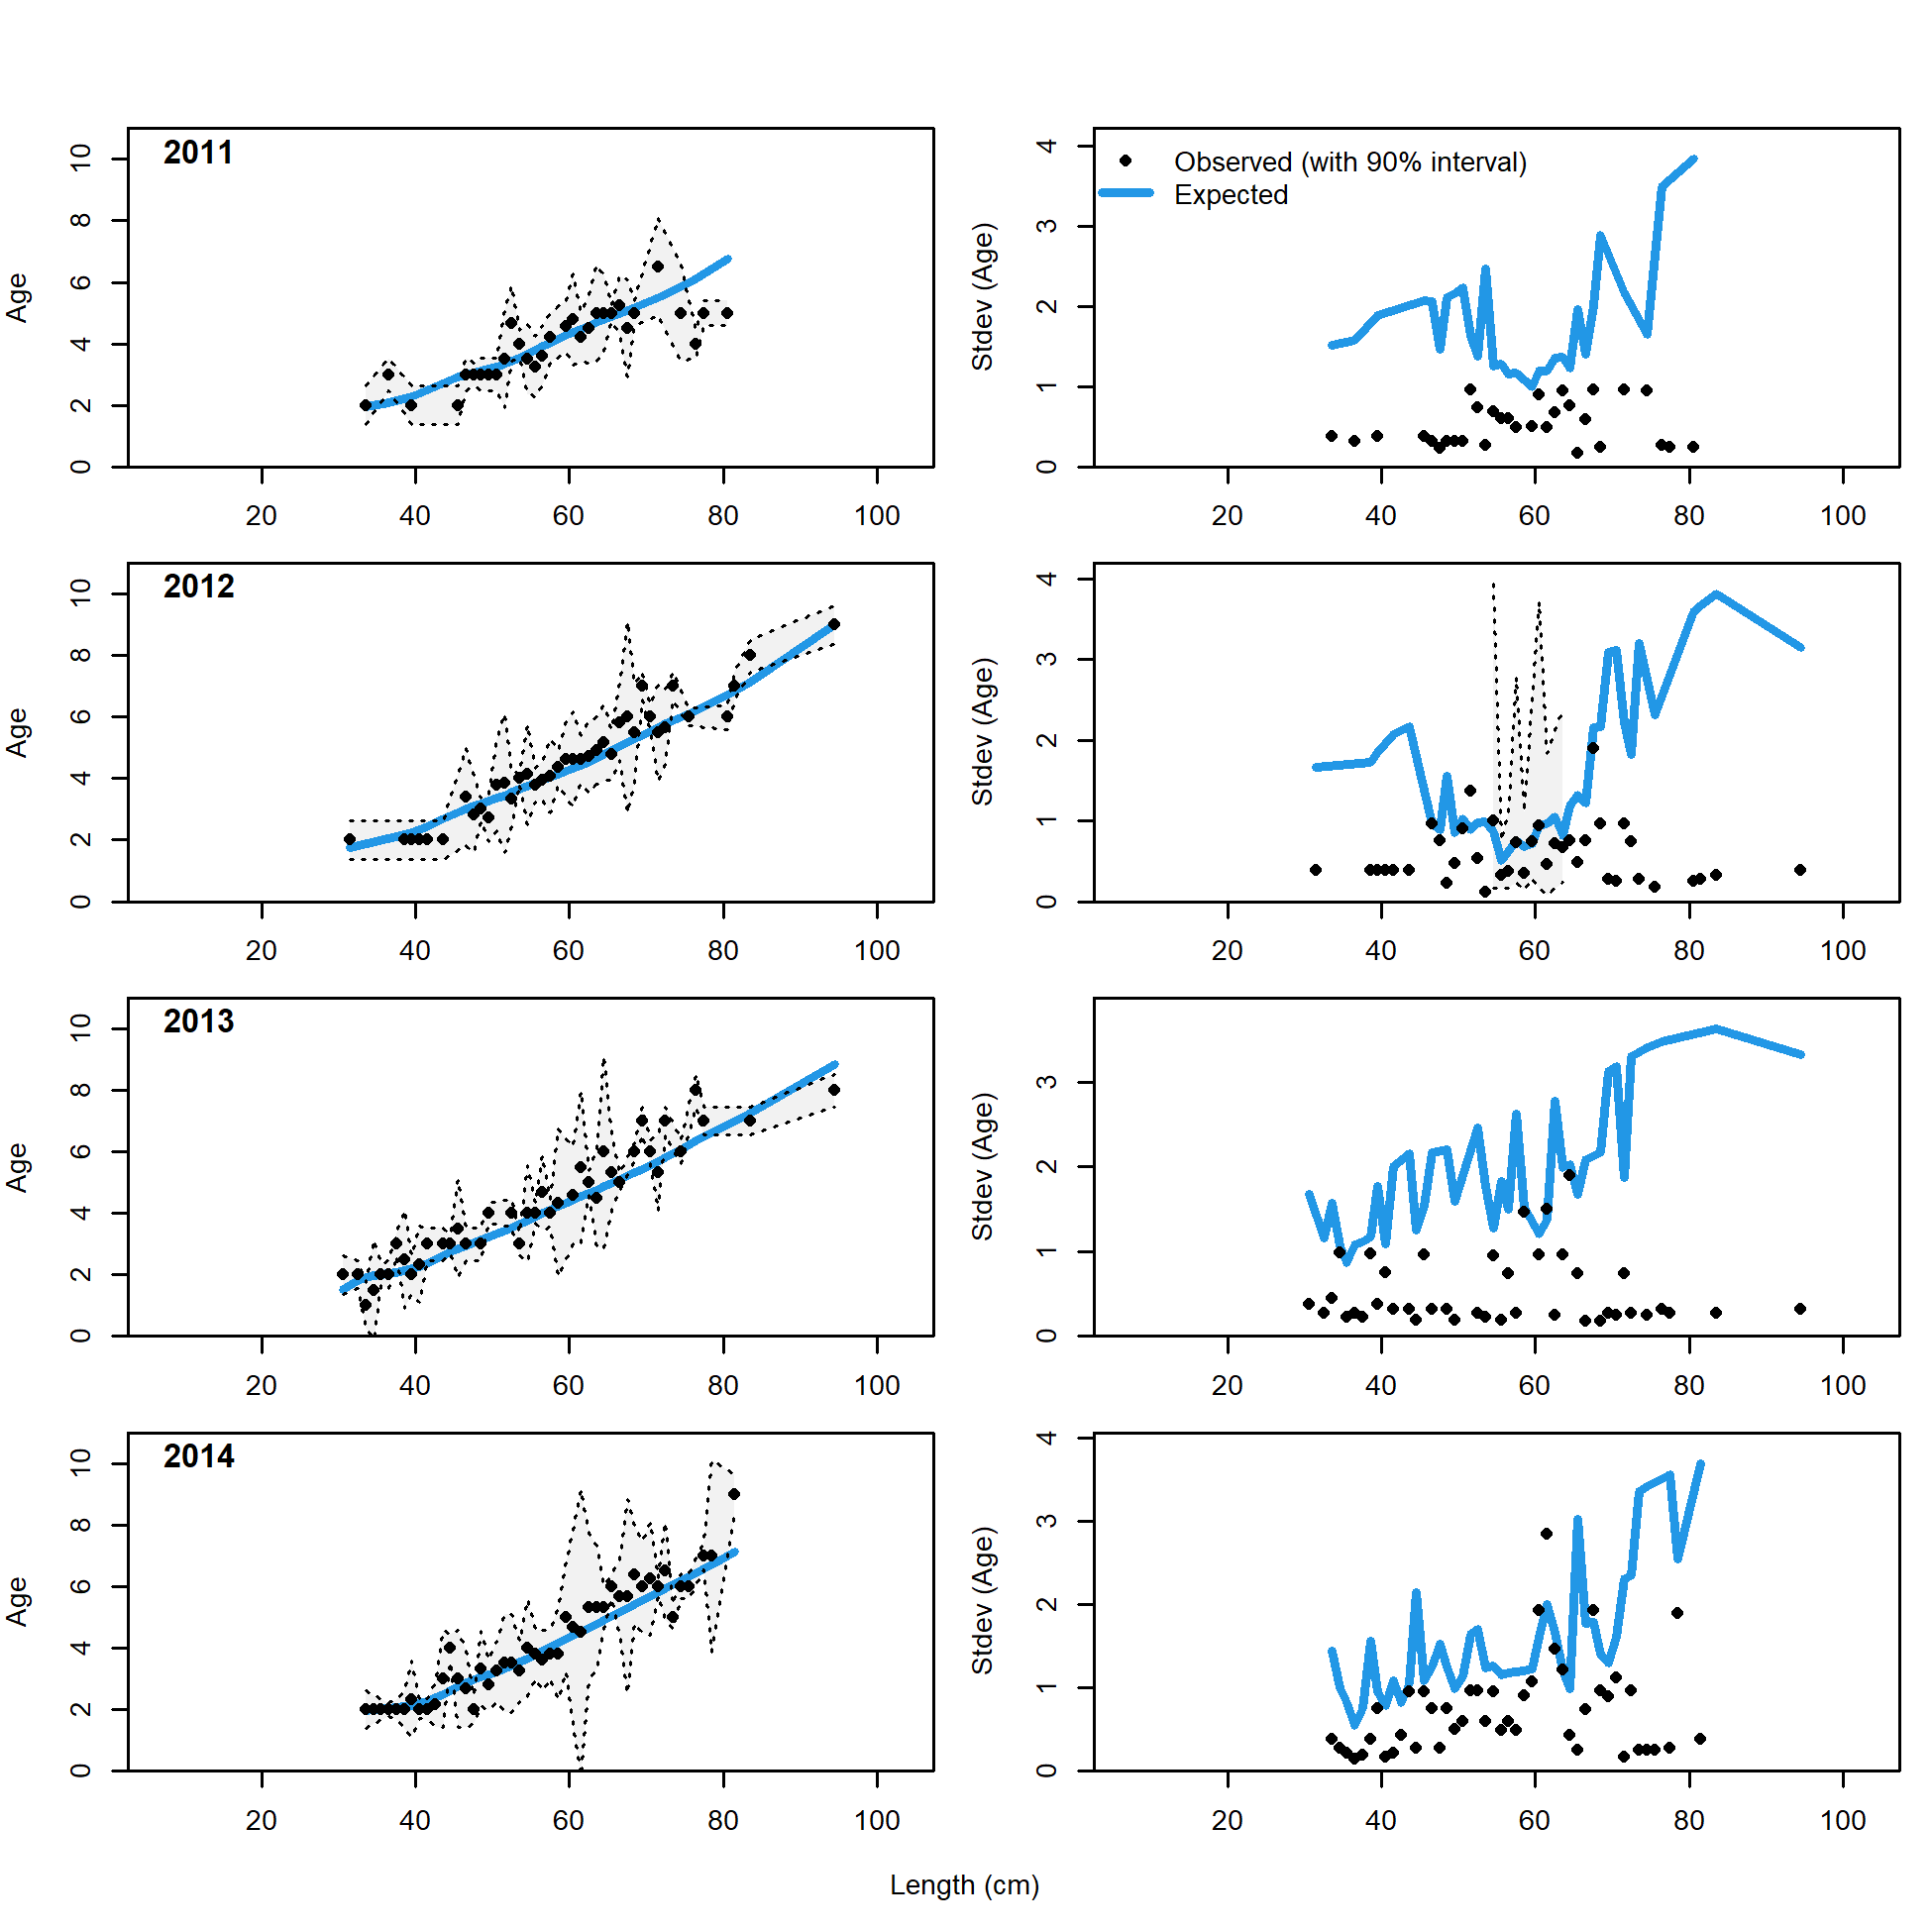 2011
Age
0 2 4 6 8 10
20 40 60 80 100
Observed (with 90% interval)
Expected
Stdev (Age)
0 1 2 3 4
20 40 60 80 100
2012
Age
0 2 4 6 8 10
20 40 60 80 100
Stdev (Age)
0 1 2 3 4
20 40 60 80 100
2013
Age
0 2 4 6 8 10
20 40 60 80 100
Stdev (Age)
0 1 2 3
20 40 60 80 100
2014
Age
0 2 4 6 8 10
20 40 60 80 100
Stdev (Age)
0 1 2 3 4
20 40 60 80 100
Length (cm)